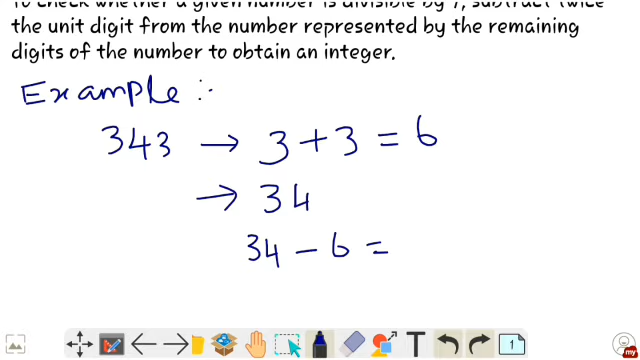 To check whether a given number is divisible by 7, subtract twice
the unit digit from the number represented by the remaining
digits of the number to obtain an integer.
Example :-
343 → 3 + 3 = 6
→ 34
34 - 6 =
T
1
my